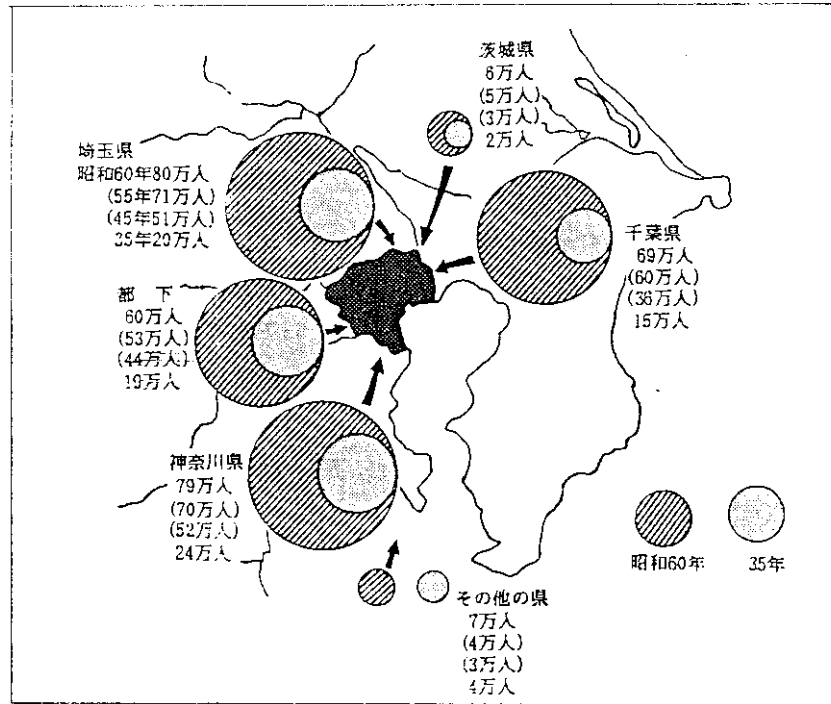 茨城県
6万人
(5万人)
(3万人)
2万人
埼玉県
昭和60年80万人
(55年71万人)
(45年51万人)
35年20万人
千葉県
69万人
(60万人)
(36万人)
15万人
都 下
60万人
(53万人)
(44万人)
19万人
神奈川県
79万人
(70万人)
(52万人)
24万人
昭和60年
35年
その他の県
7万人
(4万人)
(3万人)
4万人